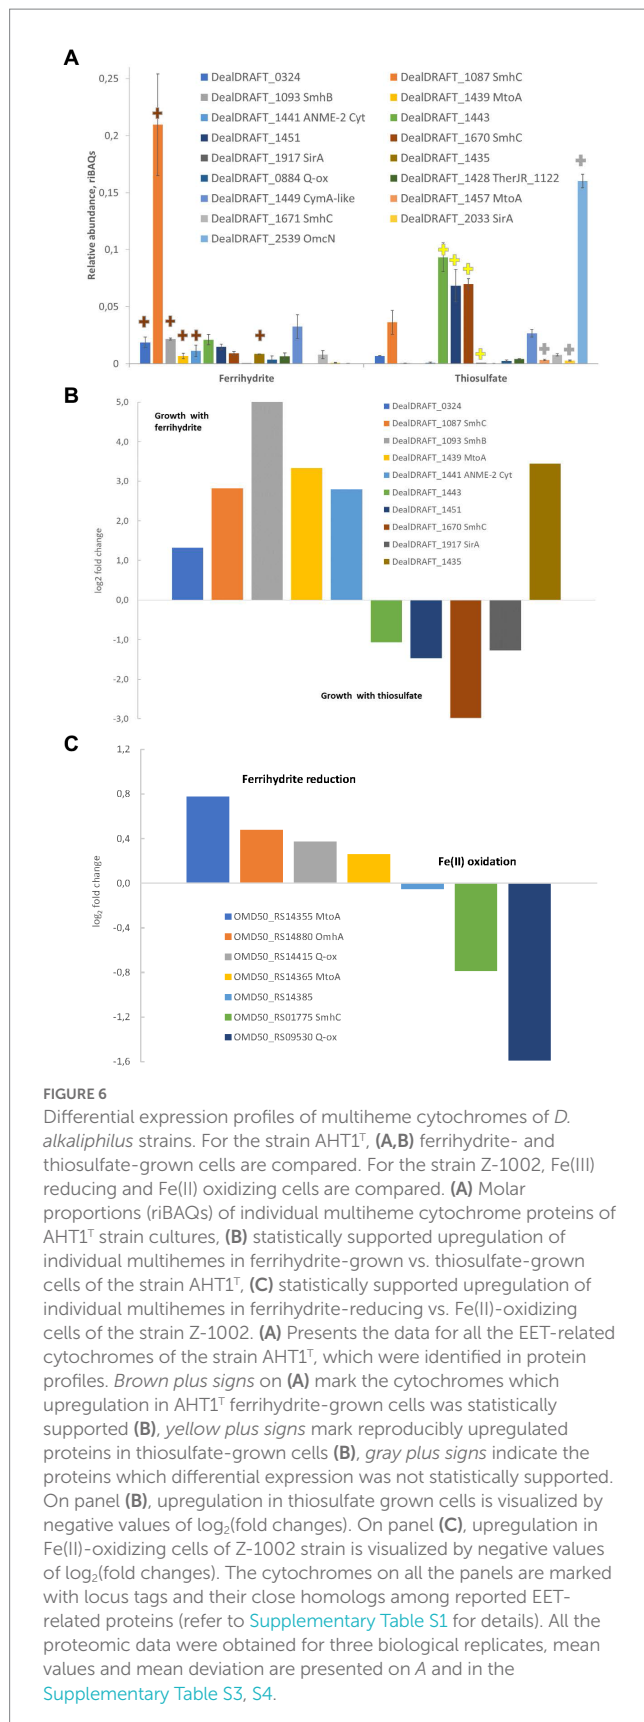 A
0,25
0,2
0,15
0,1
0,05
0
Relative abundance, riBAQs
DealDRAFT_0324
DealDRAFT_1087 SmhC
DealDRAFT_1093 SmhB
DealDRAFT_1439 MtoA
DealDRAFT_1441 ANME-2 Cyt
DealDRAFT_1443
DealDRAFT_1451
DealDRAFT_1670 SmhC
DealDRAFT_1917 SirA
DealDRAFT_1435
DealDRAFT_0884 Q-ox
DealDRAFT_1428 TherJR_1122
DealDRAFT_1449 CymA-like
DealDRAFT_1457 MtoA
DealDRAFT_1671 SmhC
DealDRAFT_2033 SirA
DealDRAFT_2539 OmcN
Ferrihydrite
Thiosulfate
B
5,0
4,0
3,0
2,0
1,0
0,0
-1,0
-2,0
-3,0
log2 fold change
Growth with
ferrihydrite
DealDRAFT_0324
DealDRAFT_1087 SmhC
DealDRAFT_1093 SmhB
DealDRAFT_1439 MtoA
DealDRAFT_1441 ANME-2 Cyt
DealDRAFT_1443
DealDRAFT_1451
DealDRAFT_1670 SmhC
DealDRAFT_1917 SirA
DealDRAFT_1435
Growth with thiosulfate
C
1,2
0,8
0,4
0,0
-0,4
-0,8
-1,2
-1,6
log₂ fold change
Ferrihydrite reduction
Fe(II) oxidation
OMD50_RS14355 MtoA
OMD50_RS14880 OmhA
OMD50_RS14415 Q-ox
OMD50_RS14365 MtoA
OMD50_RS14385
OMD50_RS01775 SmhC
OMD50_RS09530 Q-ox
FIGURE 6
Differential expression profiles of multiheme cytochromes of D.
alkaliphilus strains. For the strain AHT1ᵀ, (A,B) ferrihydrite- and
thiosulfate-grown cells are compared. For the strain Z-1002, Fe(III)
reducing and Fe(II) oxidizing cells are compared. (A) Molar
proportions (riBAQs) of individual multiheme cytochrome proteins of
AHT1ᵀ strain cultures, (B) statistically supported upregulation of
individual multihemes in ferrihydrite-grown vs. thiosulfate-grown
cells of the strain AHT1ᵀ, (C) statistically supported upregulation of
individual multihemes in ferrihydrite-reducing vs. Fe(II)-oxidizing
cells of the strain Z-1002. (A) Presents the data for all the EET-related
cytochromes of the strain AHT1ᵀ, which were identified in protein
profiles. Brown plus signs on (A) mark the cytochromes which
upregulation in AHT1ᵀ ferrihydrite-grown cells was statistically
supported (B), yellow plus signs mark reproducibly upregulated
proteins in thiosulfate-grown cells (B), gray plus signs indicate the
proteins which differential expression was not statistically supported.
On panel (B), upregulation in thiosulfate grown cells is visualized by
negative values of log₂(fold changes). On panel (C), upregulation in
Fe(II)-oxidizing cells of Z-1002 strain is visualized by negative values
of log₂(fold changes). The cytochromes on all the panels are marked
with locus tags and their close homologs among reported EET-
related proteins (refer to Supplementary Table S1 for details). All the
proteomic data were obtained for three biological replicates, mean
values and mean deviation are presented on A and in the
Supplementary Table S3, S4.